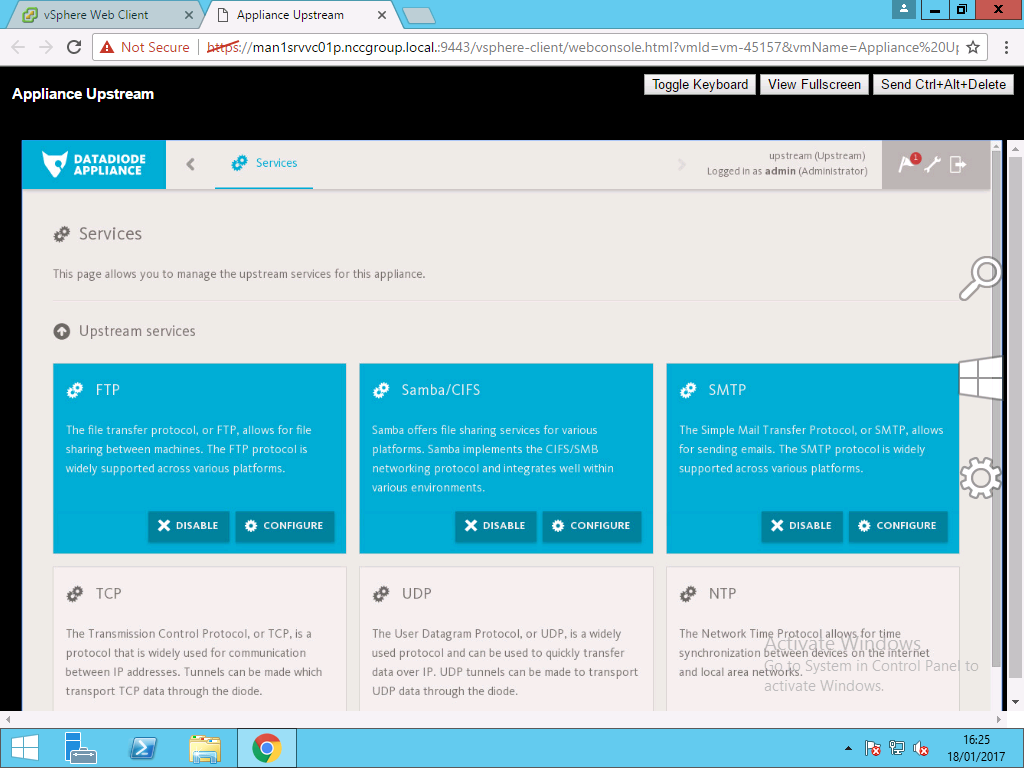 vSphere Web Client
Appliance Upstream
Not Secure
https://man1srvvc01p.nccgroup.local.:9443/vsphere-client/webconsole.html?vmId=vm-45157&vmName=Appliance%20Up
Toggle Keyboard
View Fullscreen
Send Ctrl+Alt+Delete
Appliance Upstream
DATADIODE
APPLIANCE
Services
upstream (Upstream)
Logged in as admin (Administrator)
1
Services
This page allows you to manage the upstream services for this appliance.
Upstream services
FTP
The file transfer protocol, or FTP, allows for file
sharing between machines. The FTP protocol is
widely supported across various platforms.
DISABLE
CONFIGURE
Samba/CIFS
Samba offers file sharing services for various
platforms. Samba implements the CIFS/SMB
networking protocol and integrates well within
various environments.
DISABLE
CONFIGURE
SMTP
The Simple Mail Transfer Protocol, or SMTP, allows
for sending emails. The SMTP protocol is widely
supported across various platforms.
DISABLE
CONFIGURE
TCP
The Transmission Control Protocol, or TCP, is a
protocol that is widely used for communication
between IP addresses. Tunnels can be made which
transport TCP data through the diode.
UDP
The User Datagram Protocol, or UDP, is a widely
used protocol and can be used to quickly transfer
data over IP. UDP tunnels can be made to transport
UDP data through the diode.
NTP
The Network Time Protocol allows for time
synchronization between devices on the internet
and local area networks.
Activate Windows
Go to System in Control Panel to
activate Windows.
16:25
18/01/2017